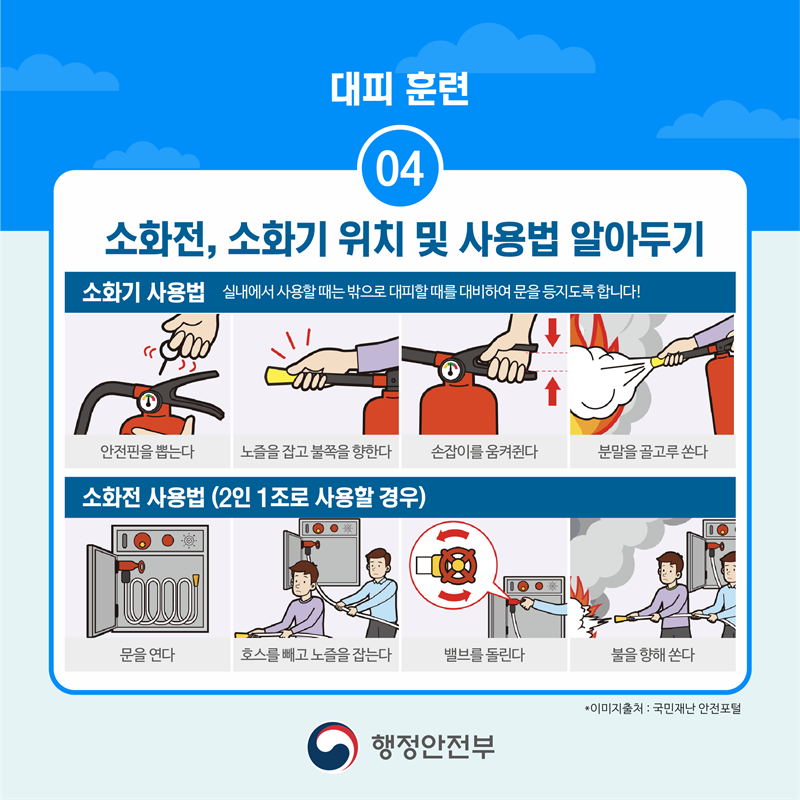 대피 훈련
04
소화전, 소화기 위치 및 사용법 알아두기
소화기 사용법 실내에서 사용할 때는 밖으로 대피할 때를 대비하여 문을 등지도록 합니다!
안전핀을 뽑는다
노즐을 잡고 불쪽을 향한다
손잡이를 움켜쥔다
분말을 골고루 쏜다
소화전 사용법 (2인 1조로 사용할 경우)
문을 연다
호스를 빼고 노즐을 잡는다
밸브를 돌린다
불을 향해 쏜다
*이미지출처 : 국민재난 안전포털
행정안전부